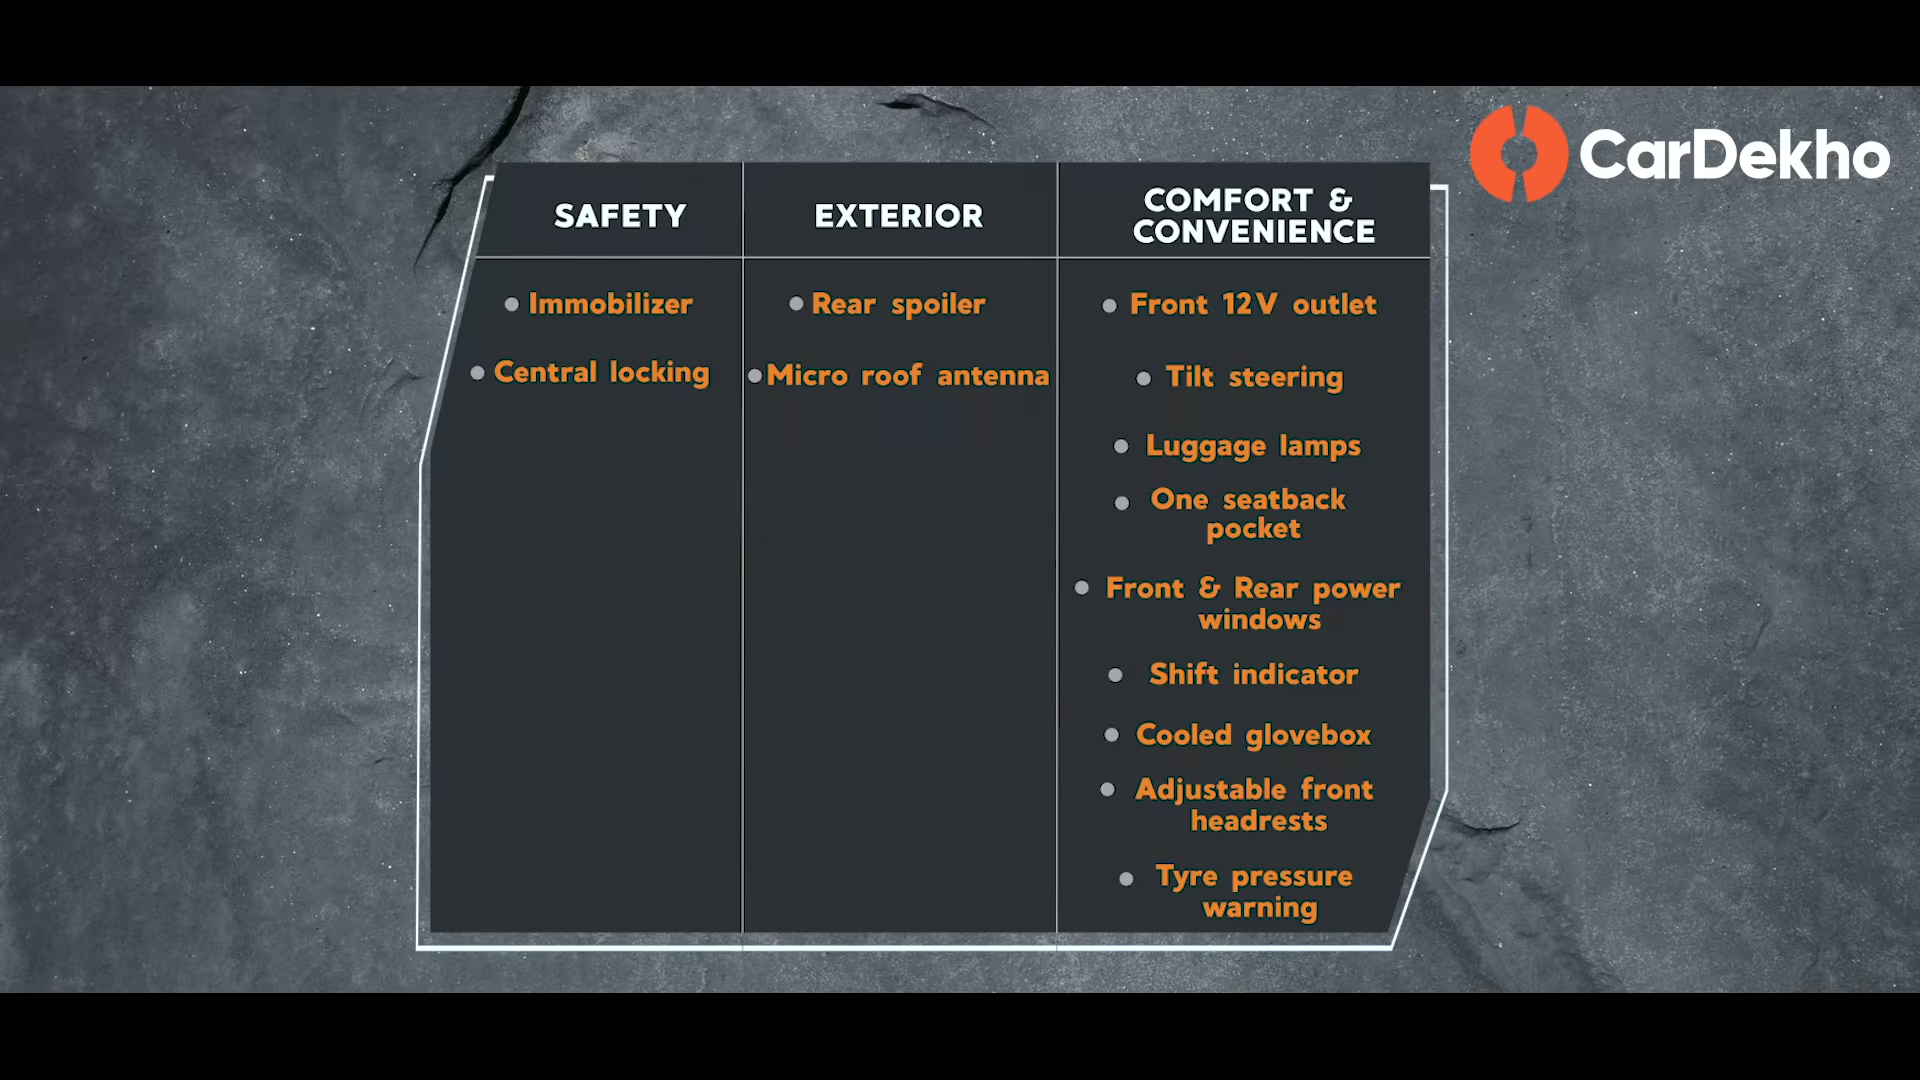 CarDekho
SAFETY
Immobilizer
Central locking
EXTERIOR
Rear spoiler
Micro roof antenna
COMFORT &
CONVENIENCE
Front 12V outlet
Tilt steering
Luggage lamps
One seatback
pocket
Front & Rear power
windows
Shift indicator
Cooled glovebox
Adjustable front
headrests
Tyre pressure
warning